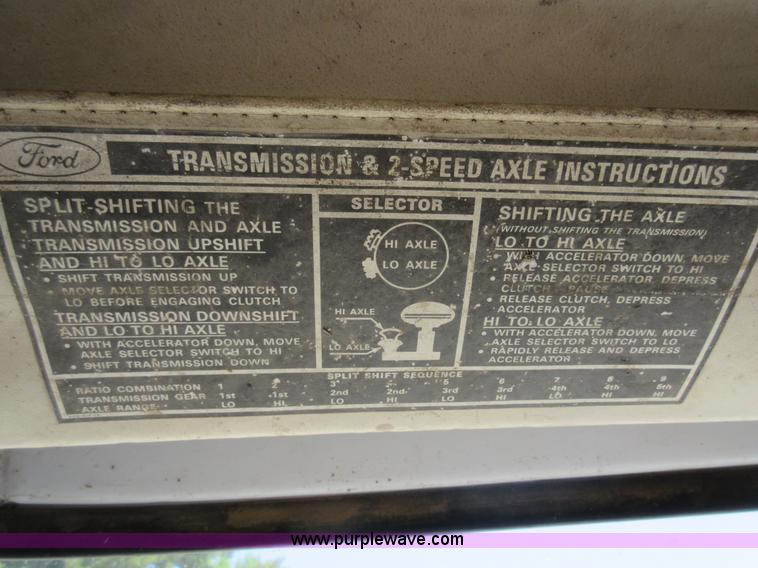 Ford
TRANSMISSION & 2-SPEED AXLE INSTRUCTIONS
SPLIT-SHIFTING THE
TRANSMISSION AND AXLE
TRANSMISSION UPSHIFT
AND HI TO LO AXLE
• SHIFT TRANSMISSION UP
• MOVE AXLE SELECTOR SWITCH TO
LO BEFORE ENGAGING CLUTCH
TRANSMISSION DOWNSHIFT
AND LO TO HI AXLE
• WITH ACCELERATOR DOWN, MOVE
AXLE SELECTOR SWITCH TO HI
• SHIFT TRANSMISSION DOWN
SELECTOR
HI AXLE
LO AXLE
HI AXLE
LO AXLE
SHIFTING THE AXLE
(WITHOUT SHIFTING THE TRANSMISSION)
LO TO HI AXLE
• WITH ACCELERATOR DOWN, MOVE
AXLE SELECTOR SWITCH TO HI
• RELEASE ACCELERATOR, DEPRESS
CLUTCH, PAUSE
• RELEASE CLUTCH, DEPRESS
ACCELERATOR
HI TO LO AXLE
• WITH ACCELERATOR DOWN, MOVE
AXLE SELECTOR SWITCH TO LO
• RAPIDLY RELEASE AND DEPRESS
ACCELERATOR
SPLIT SHIFT SEQUENCE
RATIO COMBINATION 1 2 3 5 6 7 8 9
TRANSMISSION GEAR 1st 1st 2nd 2nd 3rd 3rd 4th 4th 5th
AXLE RANGE LO HI LO HI LO HI LO HI HI
www.purplewave.com